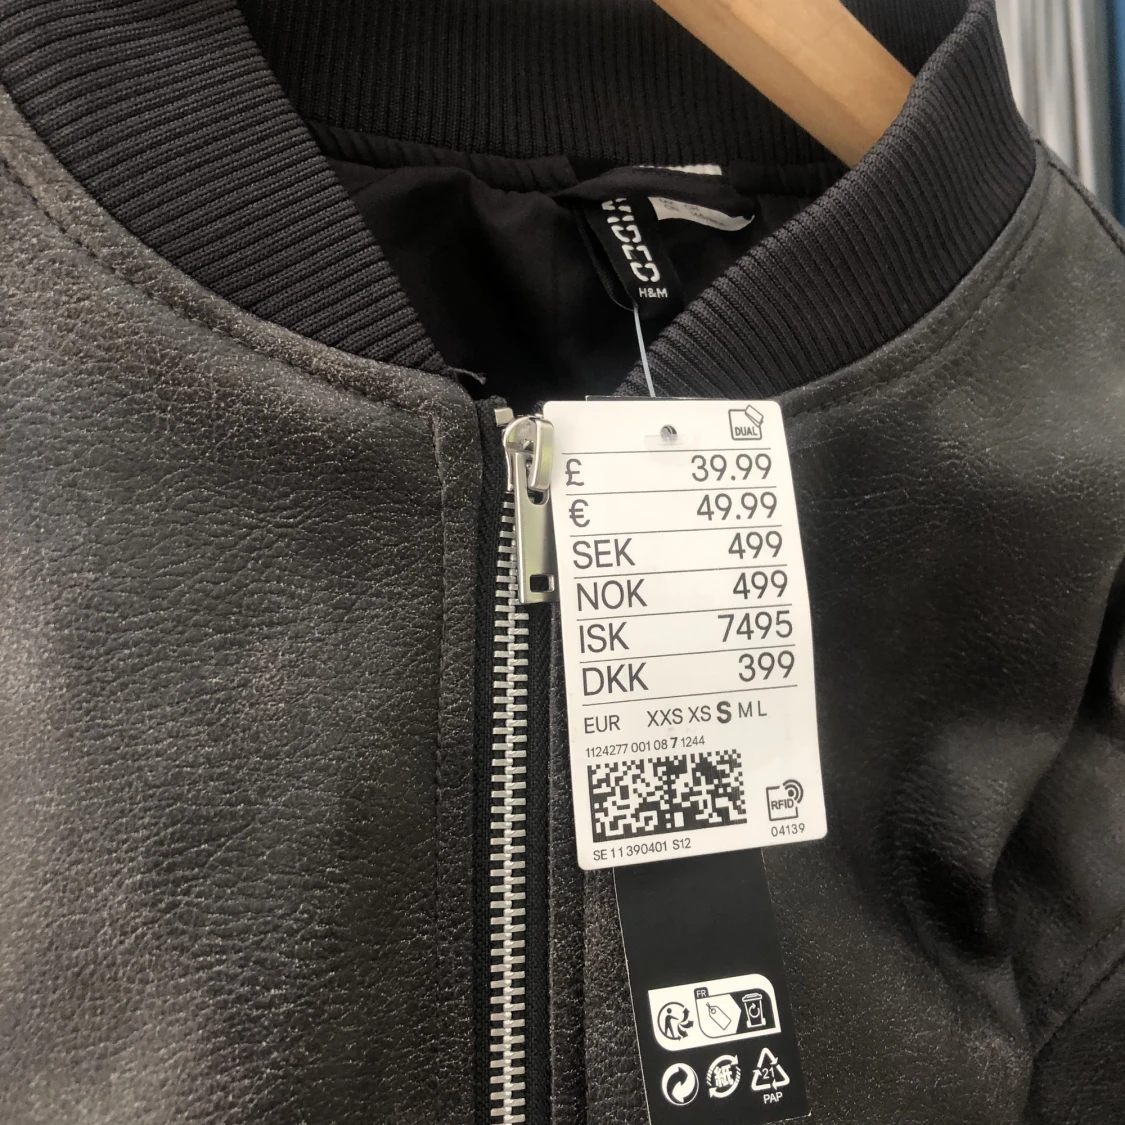 DIVIDED
H&M
DUAL
£ 39.99
€ 49.99
SEK 499
NOK 499
ISK 7495
DKK 399
EUR XXS XS S M L
1124277 001 08 7 1244
RFID
04139
SE 11 390401 S12
FR
紙
21
PAP